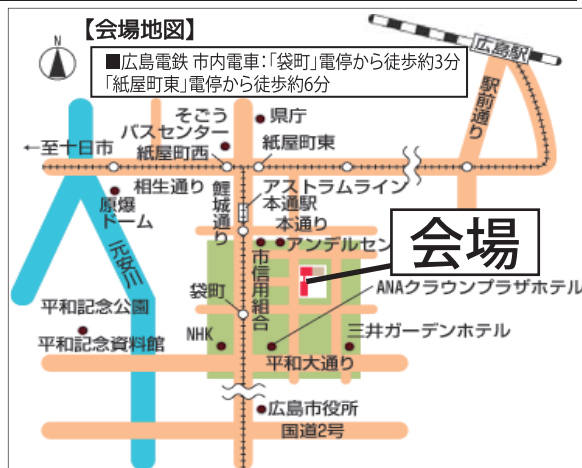 【会場地図】
N
■広島電鉄 市内電車：「袋町」電停から徒歩約3分
「紙屋町東」電停から徒歩約6分
広島駅
駅前通り
そごう
バスセンター
県庁
←至十日市
紙屋町西
紙屋町東
相生通り
鯉城通り
アストラムライン
本通駅
原爆
ドーム
本通り
アンデルセン
会場
元安川
市信用組合
袋町
ANAクラウンプラザホテル
平和記念公園
平和記念資料館
NHK
三井ガーデンホテル
平和大通り
広島市役所
国道2号